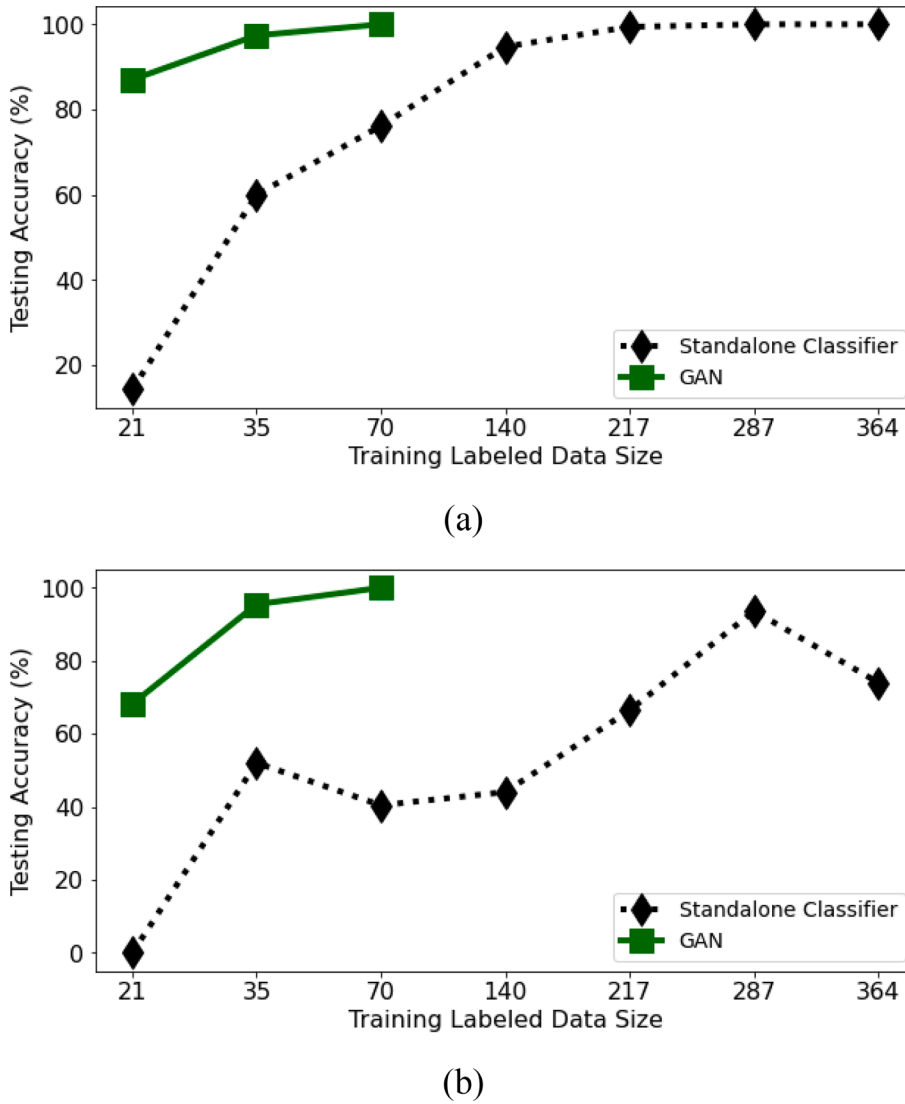 100
80
60
40
20
Testing Accuracy (%)
Standalone Classifier
GAN
21 35 70 140 217 287 364
Training Labeled Data Size
(a)
100
80
60
40
20
0
Testing Accuracy (%)
Standalone Classifier
GAN
21 35 70 140 217 287 364
Training Labeled Data Size
(b)